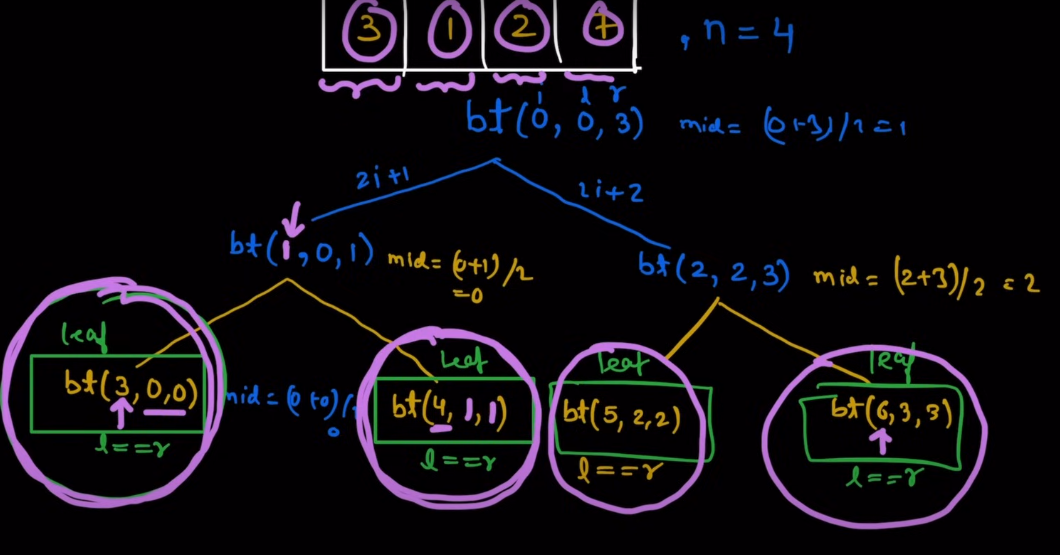 3 1 2 7 , n = 4
i l r
bt(0, 0, 3) mid = (0+3)/2 = 1
2i+1 2i+2
bt(1, 0, 1) mid = (0+1)/2
=0
bt(2, 2, 3) mid = (2+3)/2 = 2
leaf leaf leaf leaf
bt(3, 0,0) mid = (0+0)/ bt(4, 1, 1) bt(5, 2,2) bt(6, 3, 3)
0
l==r l==r l==r l==r